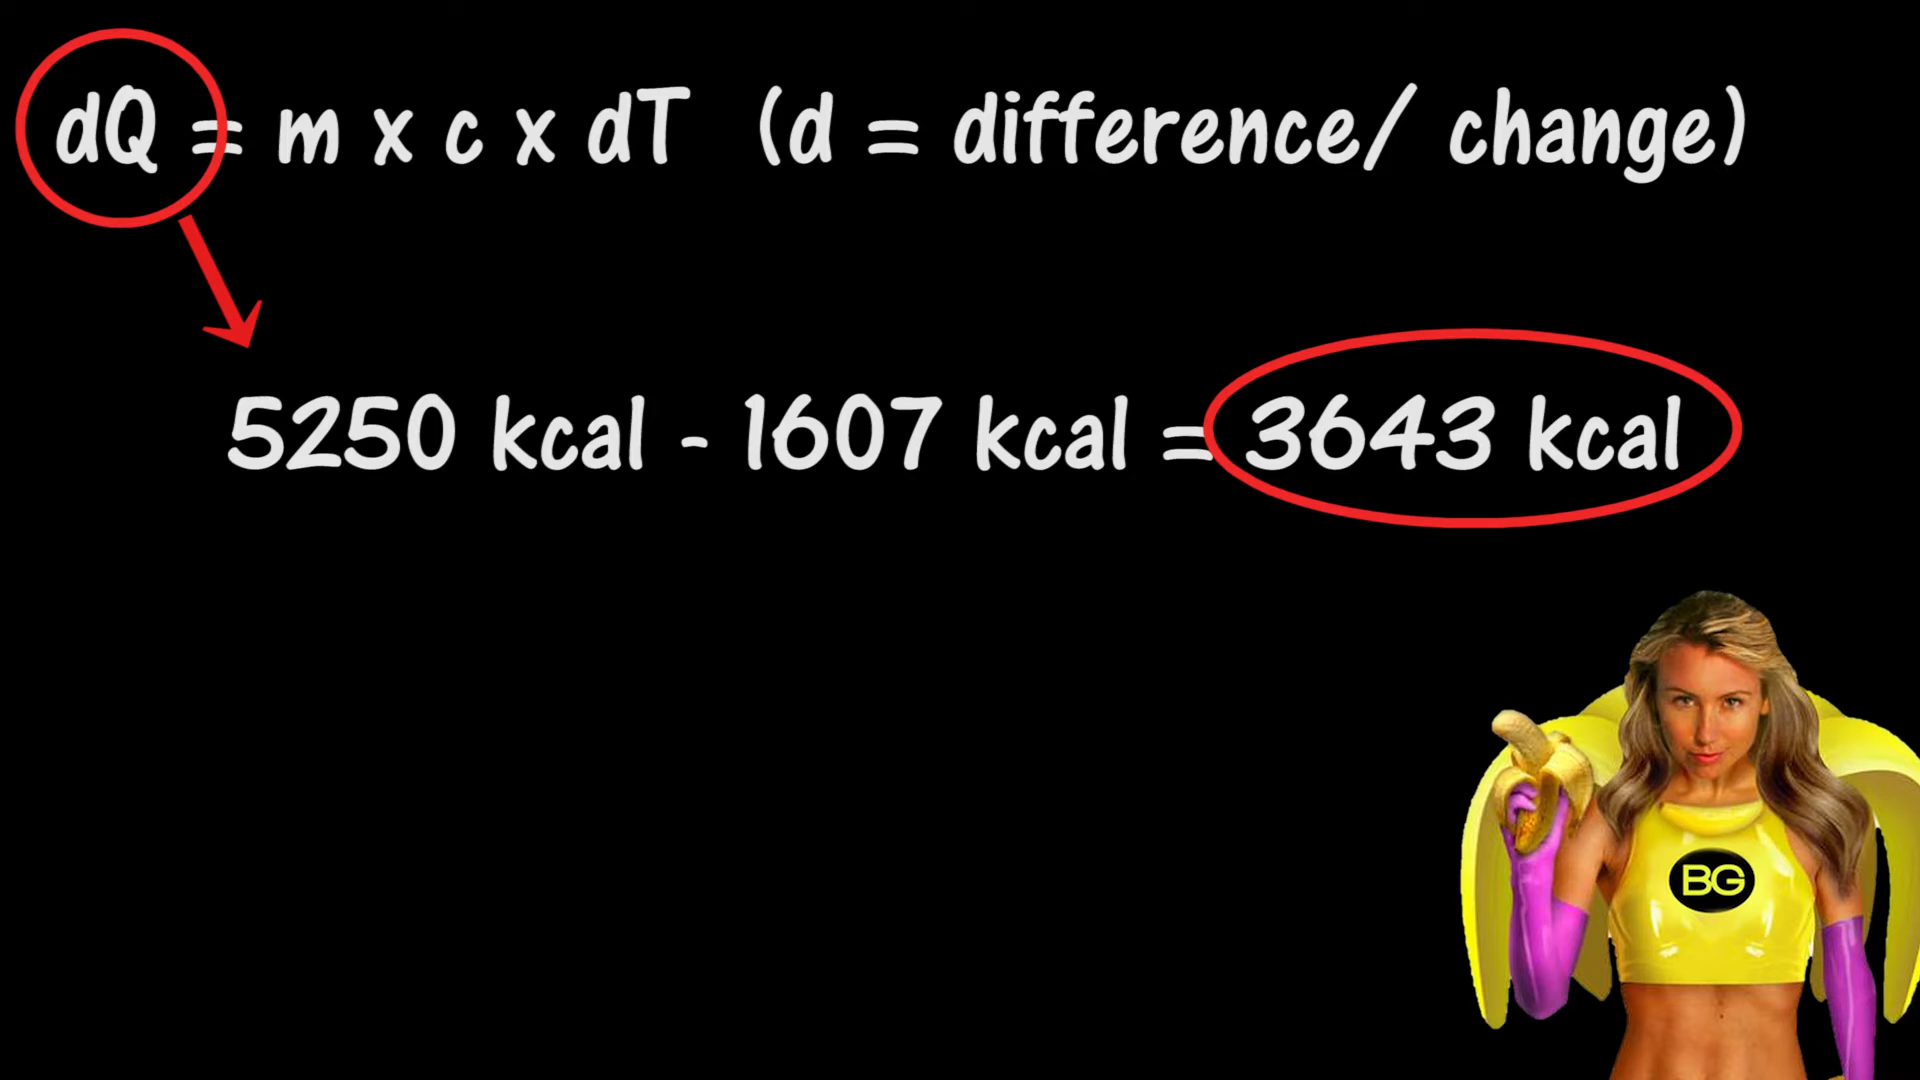 dQ = m x c x dT (d = difference/ change)
5250 kcal - 1607 kcal = 3643 kcal
BG